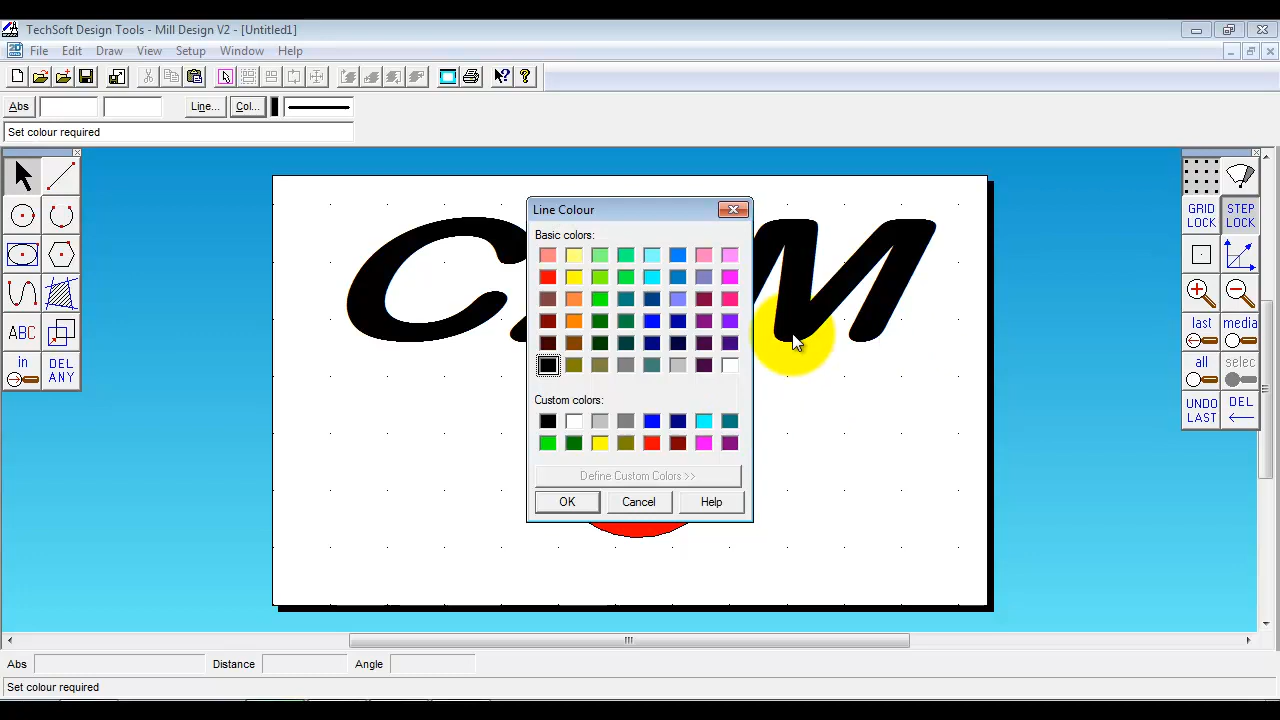 TechSoft Design Tools - Mill Design V2 - [Untitled1]
File Edit Draw View Setup Window Help
Abs Line... Col...
Set colour required
Line Colour
Basic colors:
Custom colors:
Define Custom Colors >>
OK Cancel Help
C M
ABC
in
DEL ANY
GRID LOCK
STEP LOCK
last
media
all
selec
UNDO LAST
DEL
Abs Distance Angle
Set colour required